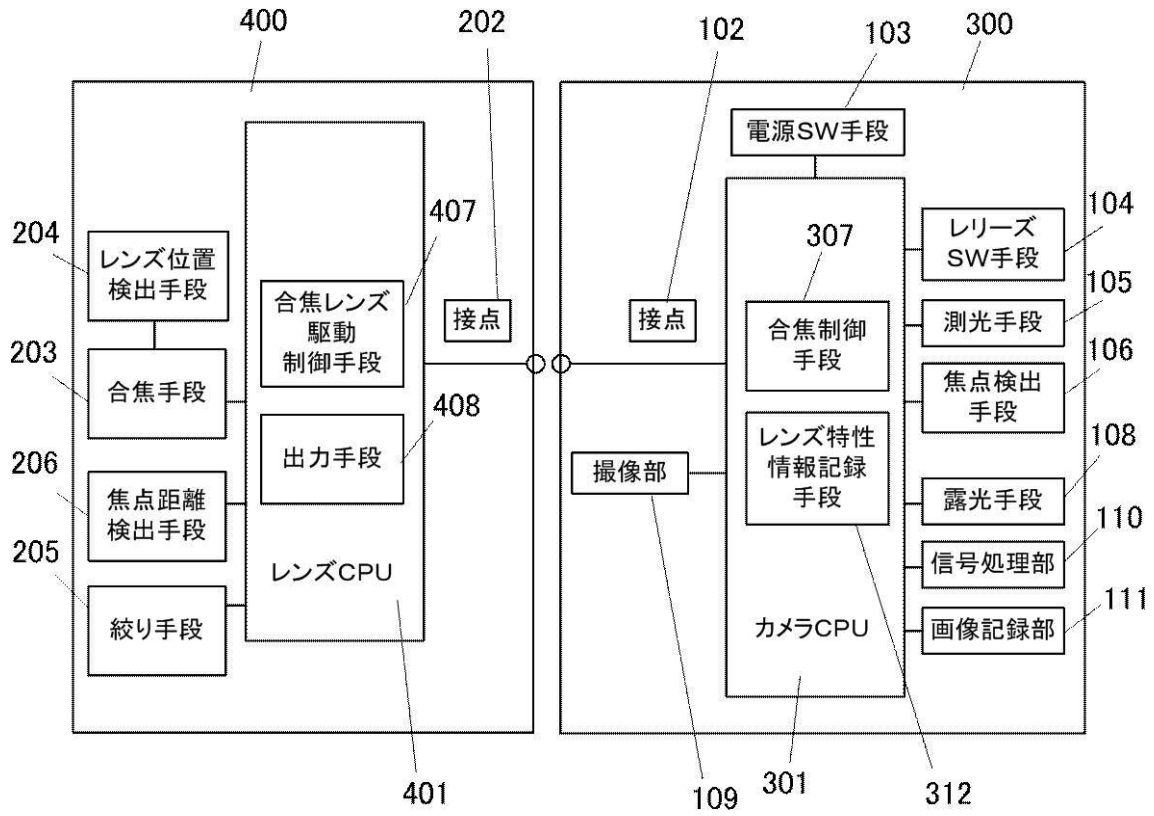 400
202
102
103
300
電源SW手段
204
レンズ位置
検出手段
407
307
レリーズ
SW手段
104
合焦レンズ
駆動
制御手段
接点
接点
合焦制御
手段
測光手段
105
203
合焦手段
焦点検出
手段
106
408
出力手段
レンズ特性
情報記録
手段
206
焦点距離
検出手段
撮像部
露光手段
108
205
絞り手段
レンズCPU
カメラCPU
信号処理部
110
画像記録部
111
401
109
301
312